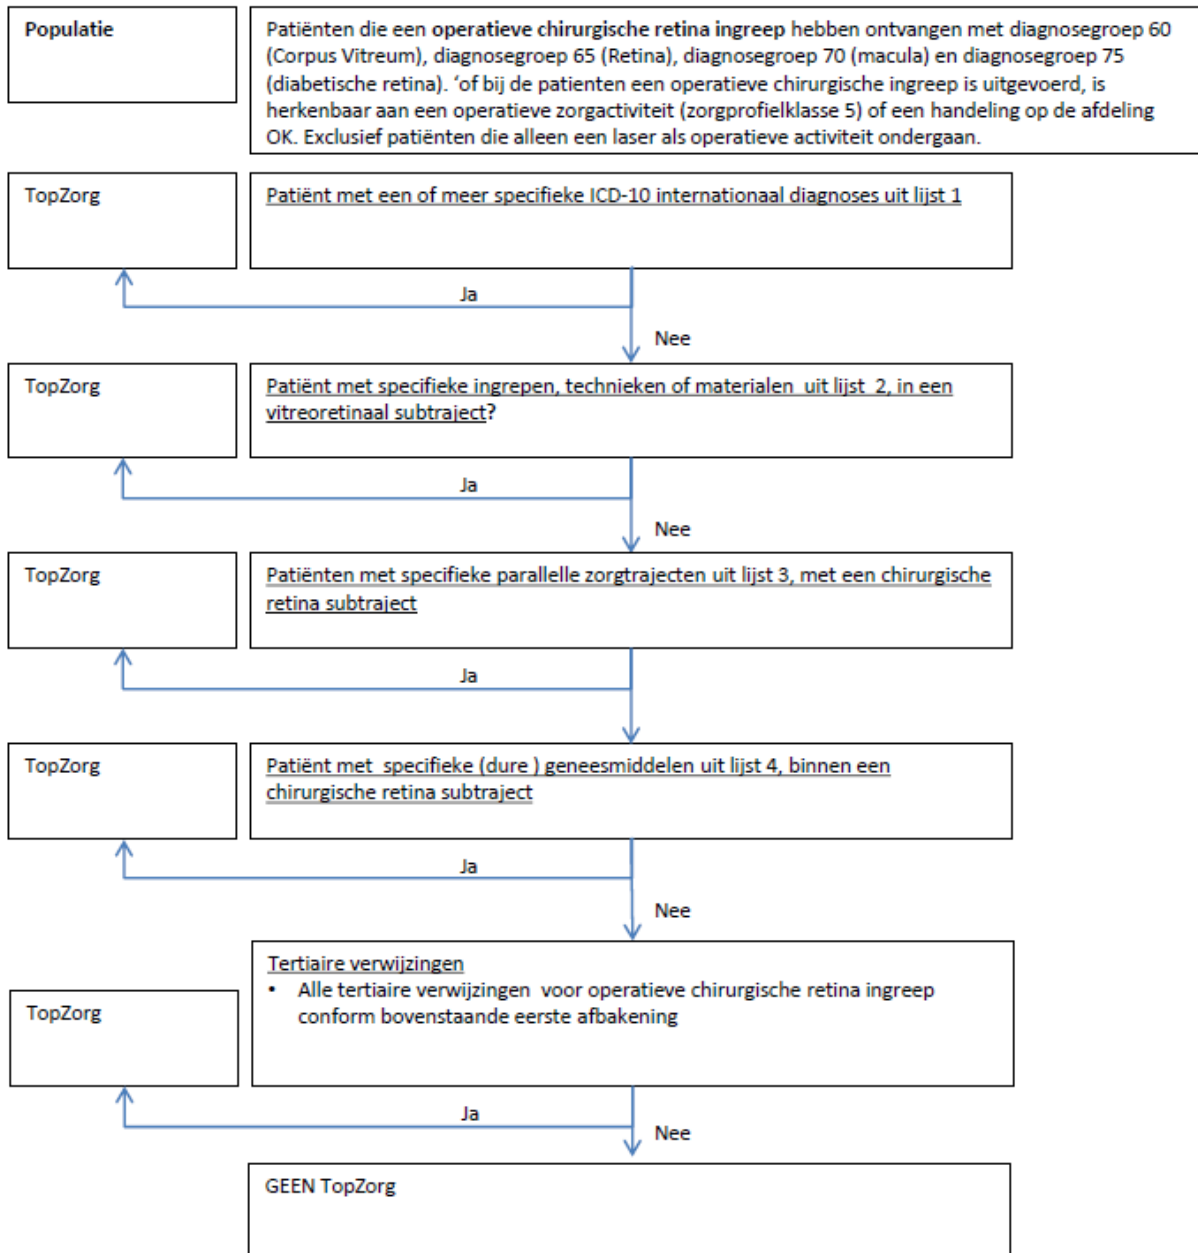 Populatie
Patiënten die een operatieve chirurgische retina ingreep hebben ontvangen met diagnosegroep 60
(Corpus Vitreum), diagnosegroep 65 (Retina), diagnosegroep 70 (macula) en diagnosegroep 75
(diabetische retina). ‘of bij de patienten een operatieve chirurgische ingreep is uitgevoerd, is
herkenbaar aan een operatieve zorgactiviteit (zorgprofielklasse 5) of een handeling op de afdeling
OK. Exclusief patiënten die alleen een laser als operatieve activiteit ondergaan.
TopZorg
Patiënt met een of meer specifieke ICD-10 internationaal diagnoses uit lijst 1
Ja
Nee
TopZorg
Patiënt met specifieke ingrepen, technieken of materialen uit lijst 2, in een
vitreoretinaal subtraject?
Ja
Nee
TopZorg
Patiënten met specifieke parallelle zorgtrajecten uit lijst 3, met een chirurgische
retina subtraject
Ja
TopZorg
Patiënt met specifieke (dure ) geneesmiddelen uit lijst 4, binnen een
chirurgische retina subtraject
Ja
Nee
Tertiaire verwijzingen
• Alle tertiaire verwijzingen voor operatieve chirurgische retina ingreep
conform bovenstaande eerste afbakening
TopZorg
Ja
Nee
GEEN TopZorg